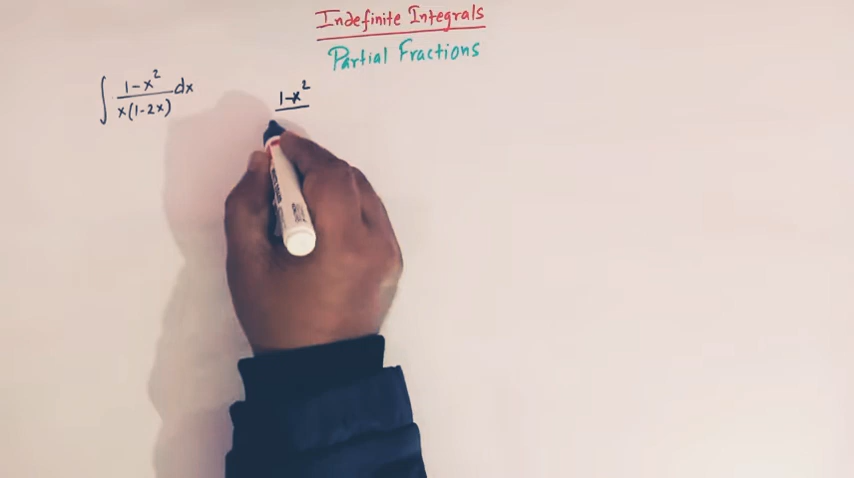 Indefinite Integrals
Partial Fractions
∫ (1-x²)/(x(1-2x)) dx
1-x²